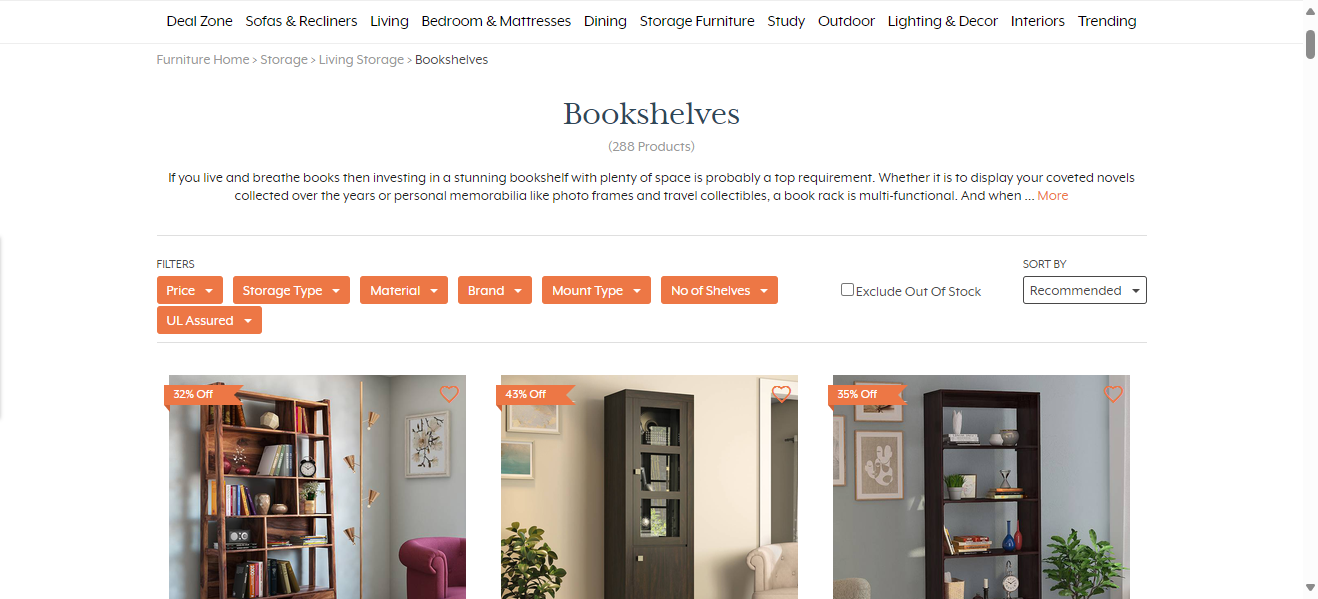 Deal Zone Sofas & Recliners Living Bedroom & Mattresses Dining Storage Furniture Study Outdoor Lighting & Decor Interiors Trending
Furniture Home > Storage > Living Storage > Bookshelves
Bookshelves
(288 Products)
If you live and breathe books then investing in a stunning bookshelf with plenty of space is probably a top requirement. Whether it is to display your coveted novels
collected over the years or personal memorabilia like photo frames and travel collectibles, a book rack is multi-functional. And when ... More
FILTERS
SORT BY
Price Storage Type Material Brand Mount Type No of Shelves
Exclude Out Of Stock
Recommended
UL Assured
32% Off
43% Off
35% Off